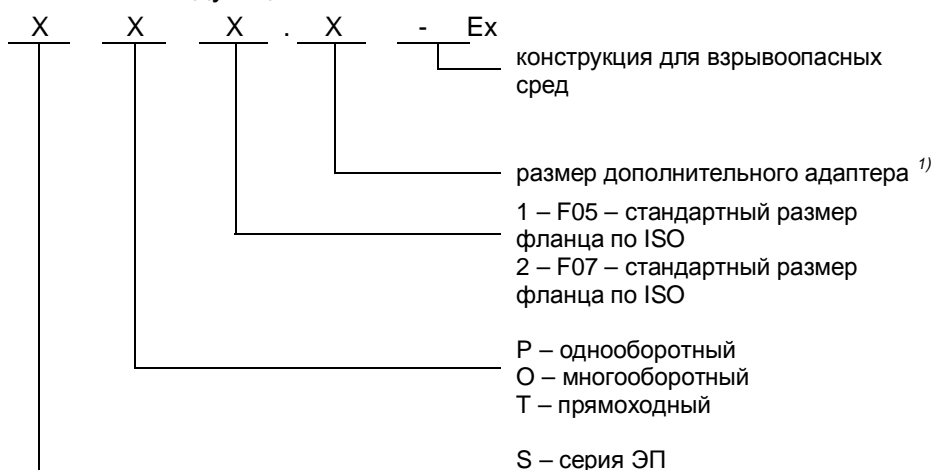 X X X . X - Ex
конструкция для взрывоопасных
сред
размер дополнительного адаптера 1)
1 – F05 – стандартный размер
фланца по ISO
2 – F07 – стандартный размер
фланца по ISO
P – однооборотный
O – многооборотный
T – прямоходный
S – серия ЭП